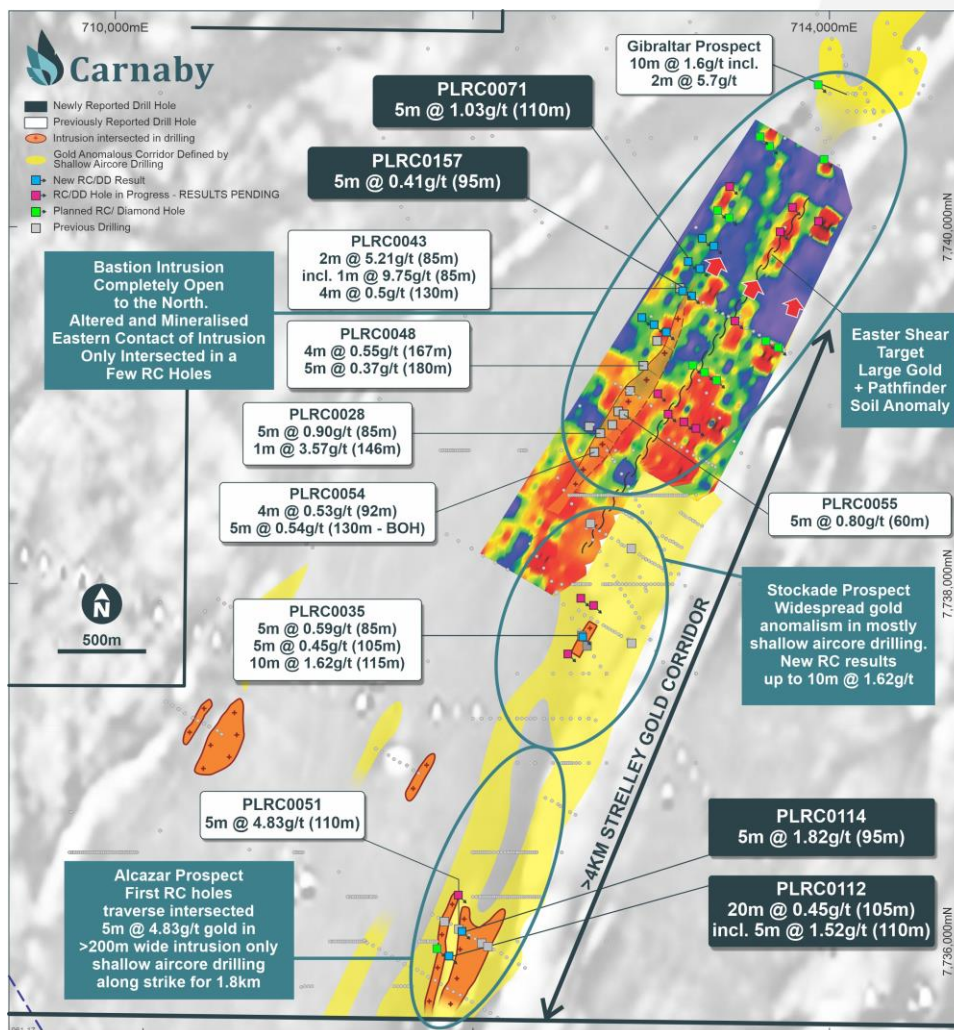 710,000mE
714,000mE
Carnaby
Newly Reported Drill Hole
Previously Reported Drill Hole
Intrusion intersected in drilling
Gold Anomalous Corridor Defined by
Shallow Aircore Drilling
New RC/DD Result
RC/DD Hole in Progress - RESULTS PENDING
Planned RC/ Diamond Hole
Previous Drilling
Gibraltar Prospect
10m @ 1.6g/t incl.
2m @ 5.7g/t
PLRC0071
5m @ 1.03g/t (110m)
PLRC0157
5m @ 0.41g/t (95m)
PLRC0043
2m @ 5.21g/t (85m)
incl. 1m @ 9.75g/t (85m)
4m @ 0.5g/t (130m)
7,740,000mN
Bastion Intrusion
Completely Open
to the North.
Altered and Mineralised
Eastern Contact of Intrusion
Only Intersected in a
Few RC Holes
PLRC0048
4m @ 0.55g/t (167m)
5m @ 0.37g/t (180m)
Easter Shear
Target
Large Gold
+ Pathfinder
Soil Anomaly
PLRC0028
5m @ 0.90g/t (85m)
1m @ 3.57g/t (146m)
PLRC0054
4m @ 0.53g/t (92m)
5m @ 0.54g/t (130m - BOH)
PLRC0055
5m @ 0.80g/t (60m)
7,738,000mN
N
500m
PLRC0035
5m @ 0.59g/t (85m)
5m @ 0.45g/t (105m)
10m @ 1.62g/t (115m)
Stockade Prospect
Widespread gold
anomalism in mostly
shallow aircore drilling.
New RC results
up to 10m @ 1.62g/t
>4KM STRELLEY GOLD CORRIDOR
PLRC0051
5m @ 4.83g/t (110m)
PLRC0114
5m @ 1.82g/t (95m)
PLRC0112
20m @ 0.45g/t (105m)
incl. 5m @ 1.52g/t (110m)
Alcazar Prospect
First RC holes
traverse intersected
5m @ 4.83g/t gold in
>200m wide intrusion only
shallow aircore drilling
along strike for 1.8km
7,736,000mN